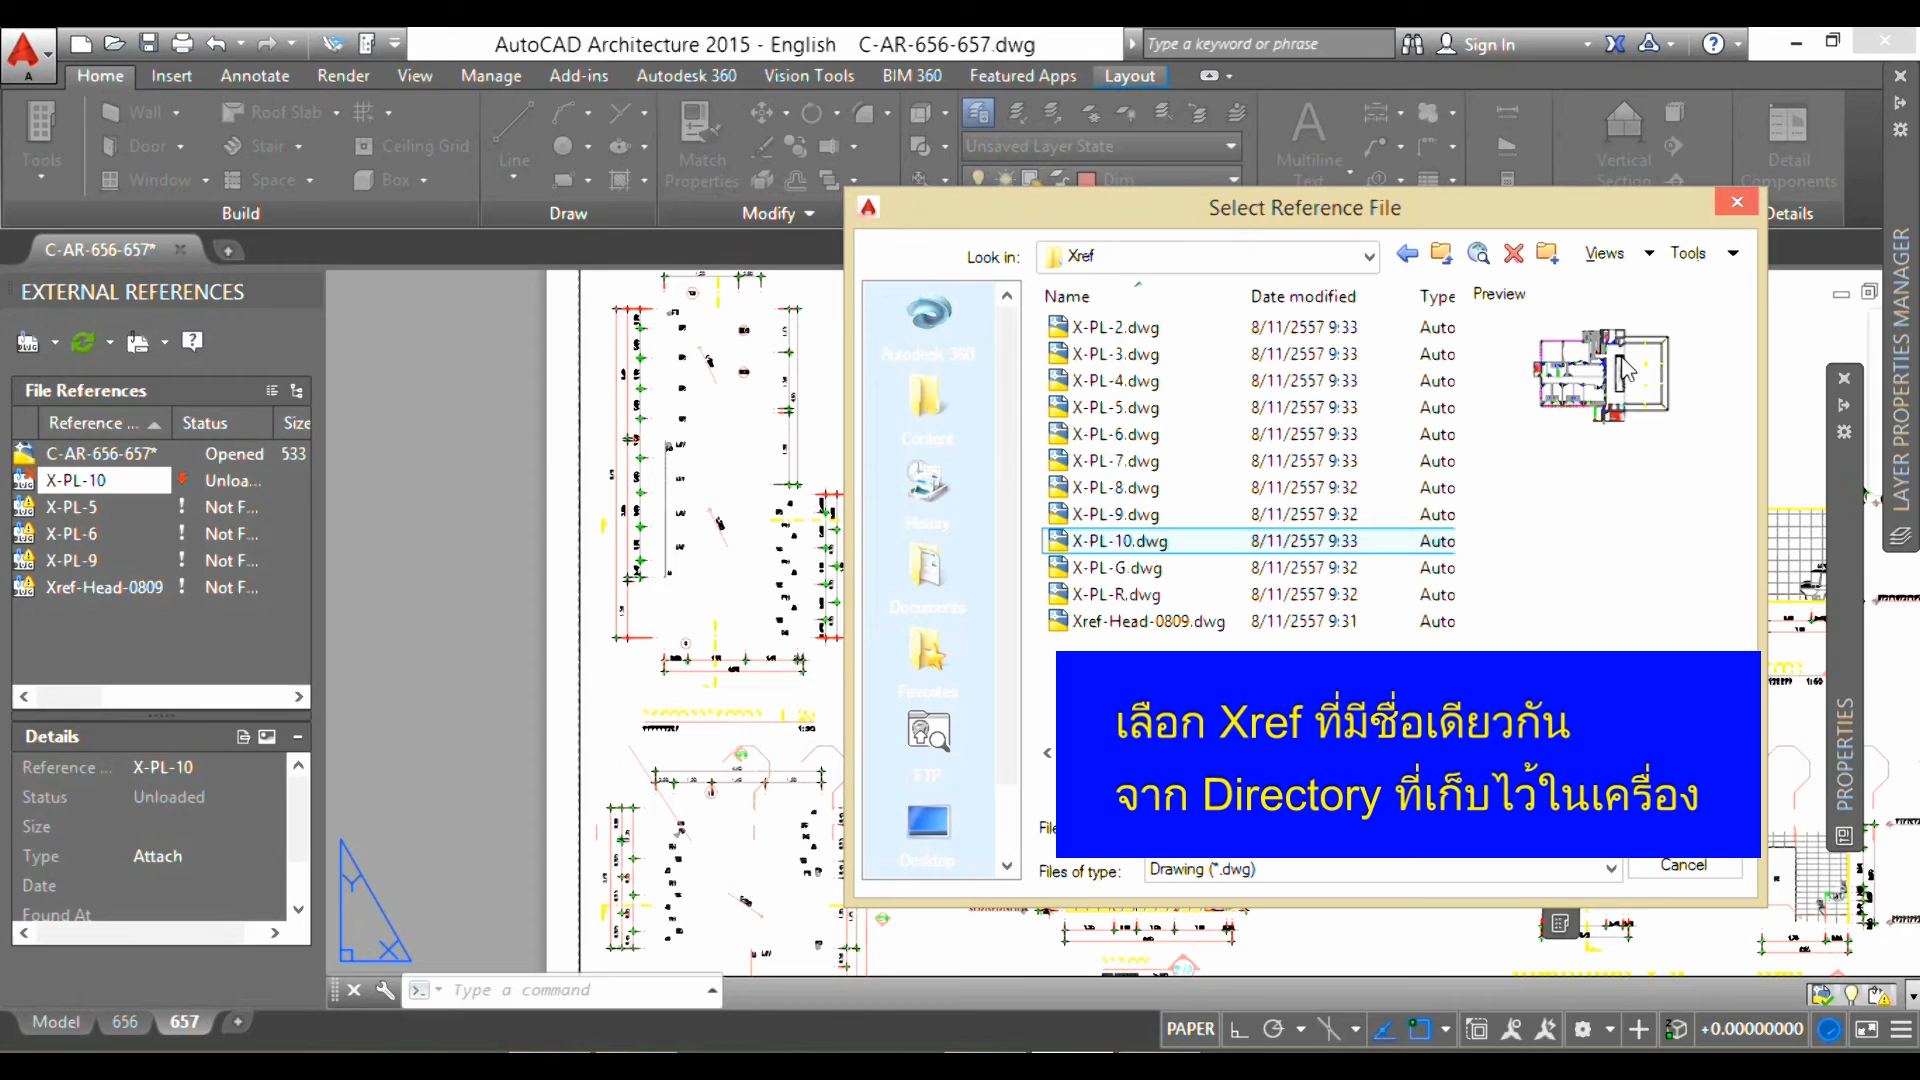 AutoCAD Architecture 2015 - English C-AR-656-657.dwg
Type a keyword or phrase
Sign In
Home Insert Annotate Render View Manage Add-ins Autodesk 360 Vision Tools BIM 360 Featured Apps Layout
Tools
Wall
Door
Window
Roof Slab
Stair
Space
Ceiling Grid
Box
Line
Match
Properties
Unsaved Layer State
Dim
Multiline
Text
Vertical
Section
Detail
Components
Build
Draw
Modify
Details
C-AR-656-657*
EXTERNAL REFERENCES
File References
Reference ... Status Size
C-AR-656-657* Opened 533
X-PL-10 Unloa...
X-PL-5 ! Not F...
X-PL-6 ! Not F...
X-PL-9 ! Not F...
Xref-Head-0809 ! Not F...
Details
Reference ... X-PL-10
Status Unloaded
Size
Type Attach
Date
Found At
Select Reference File
Look in: Xref
Views Tools
Name Date modified Type
Preview
X-PL-2.dwg 8/11/2557 9:33 Auto
X-PL-3.dwg 8/11/2557 9:33 Auto
X-PL-4.dwg 8/11/2557 9:33 Auto
X-PL-5.dwg 8/11/2557 9:33 Auto
X-PL-6.dwg 8/11/2557 9:33 Auto
X-PL-7.dwg 8/11/2557 9:33 Auto
X-PL-8.dwg 8/11/2557 9:32 Auto
X-PL-9.dwg 8/11/2557 9:32 Auto
X-PL-10.dwg 8/11/2557 9:33 Auto
X-PL-G.dwg 8/11/2557 9:32 Auto
X-PL-R.dwg 8/11/2557 9:32 Auto
Xref-Head-0809.dwg 8/11/2557 9:31 Auto
Autodesk 360
Content
History
Documents
Favorites
FTP
Desktop
เลือก Xref ที่มีชื่อเดียวกัน
จาก Directory ที่เก็บไว้ในเครื่อง
Files of type: Drawing (*.dwg)
Cancel
LAYER PROPERTIES MANAGER
PROPERTIES
Y
X
Type a command
Model 656 657
PAPER
+0.00000000